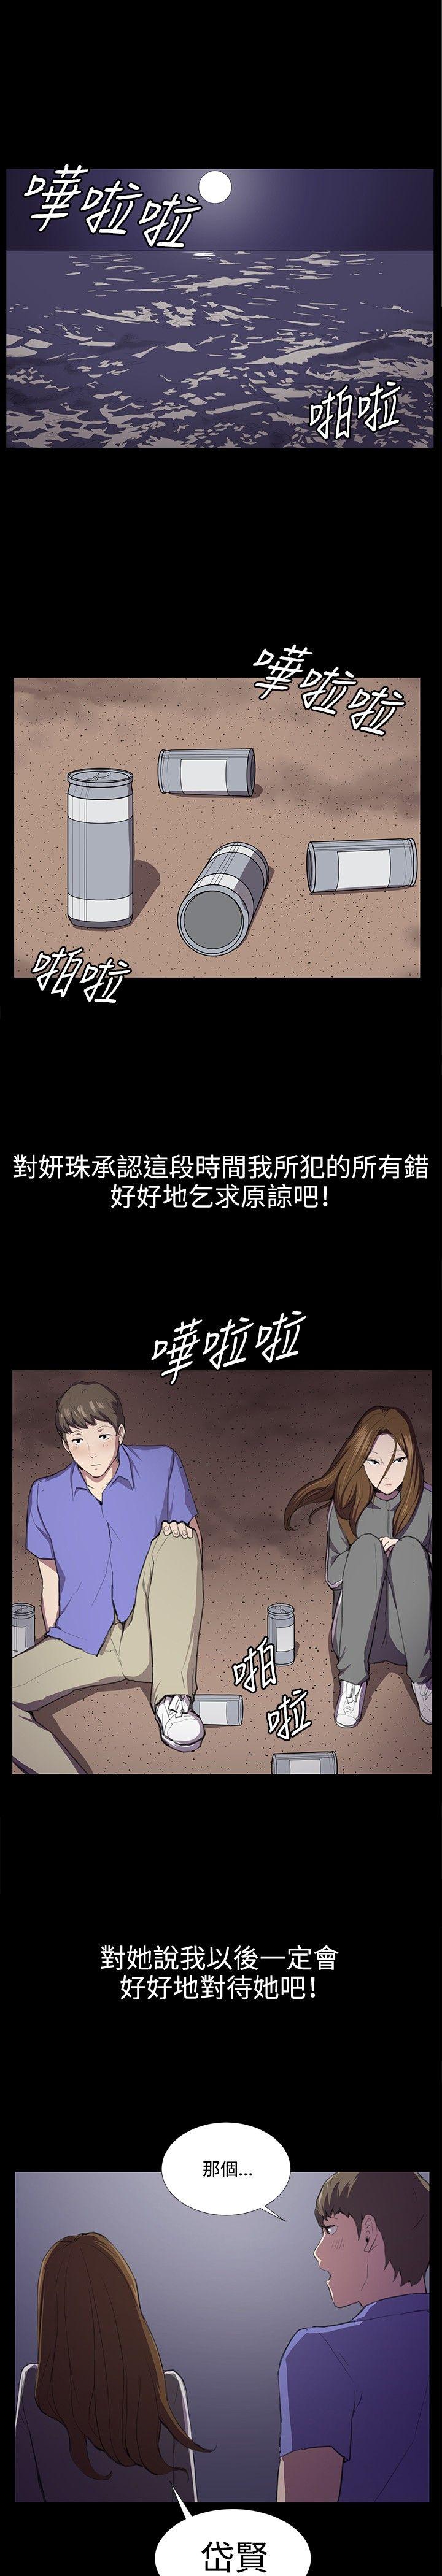 嘩啦啦
啪啦
嘩啦啦
啪啦
對妍珠承認這段時間我所犯的所有錯
好好地乞求原諒吧！
嘩啦啦
啪
啦
對她說我以後一定會
好好地對待她吧！
那個...
岱賢